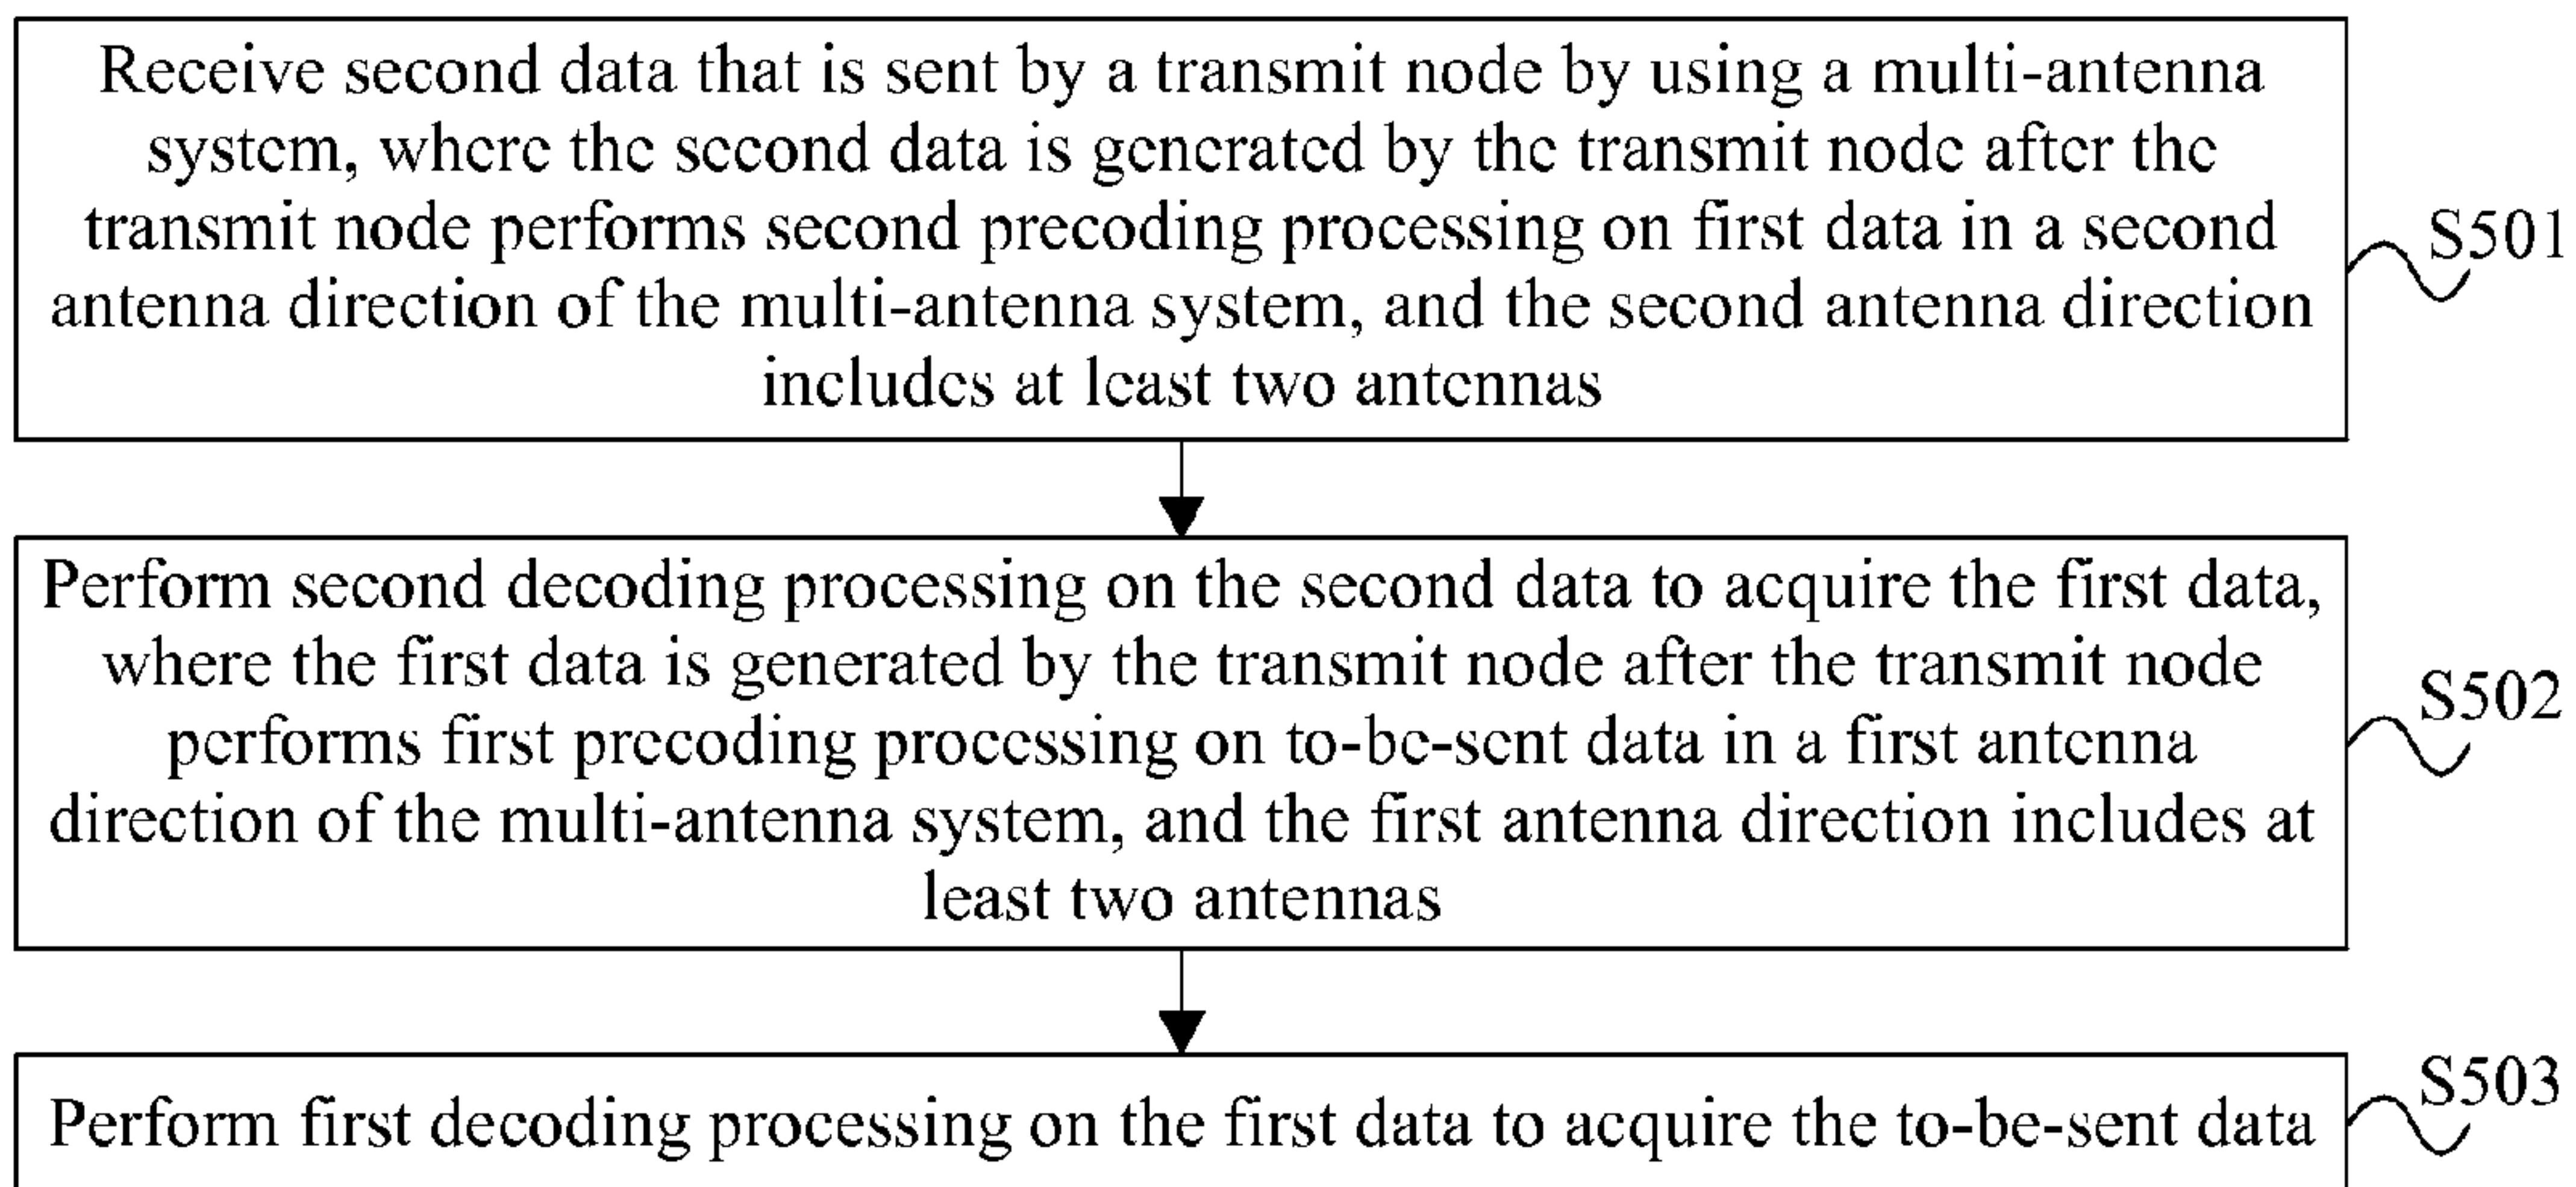 Receive second data that is sent by a transmit node by using a multi-antenna
system, where the second data is generated by the transmit node after the
transmit node performs second precoding processing on first data in a second
antenna direction of the multi-antenna system, and the second antenna direction
includes at least two antennas
S501
Perform second decoding processing on the second data to acquire the first data,
where the first data is generated by the transmit node after the transmit node
performs first precoding processing on to-be-sent data in a first antenna
direction of the multi-antenna system, and the first antenna direction includes at
least two antennas
S502
Perform first decoding processing on the first data to acquire the to-be-sent data
S503